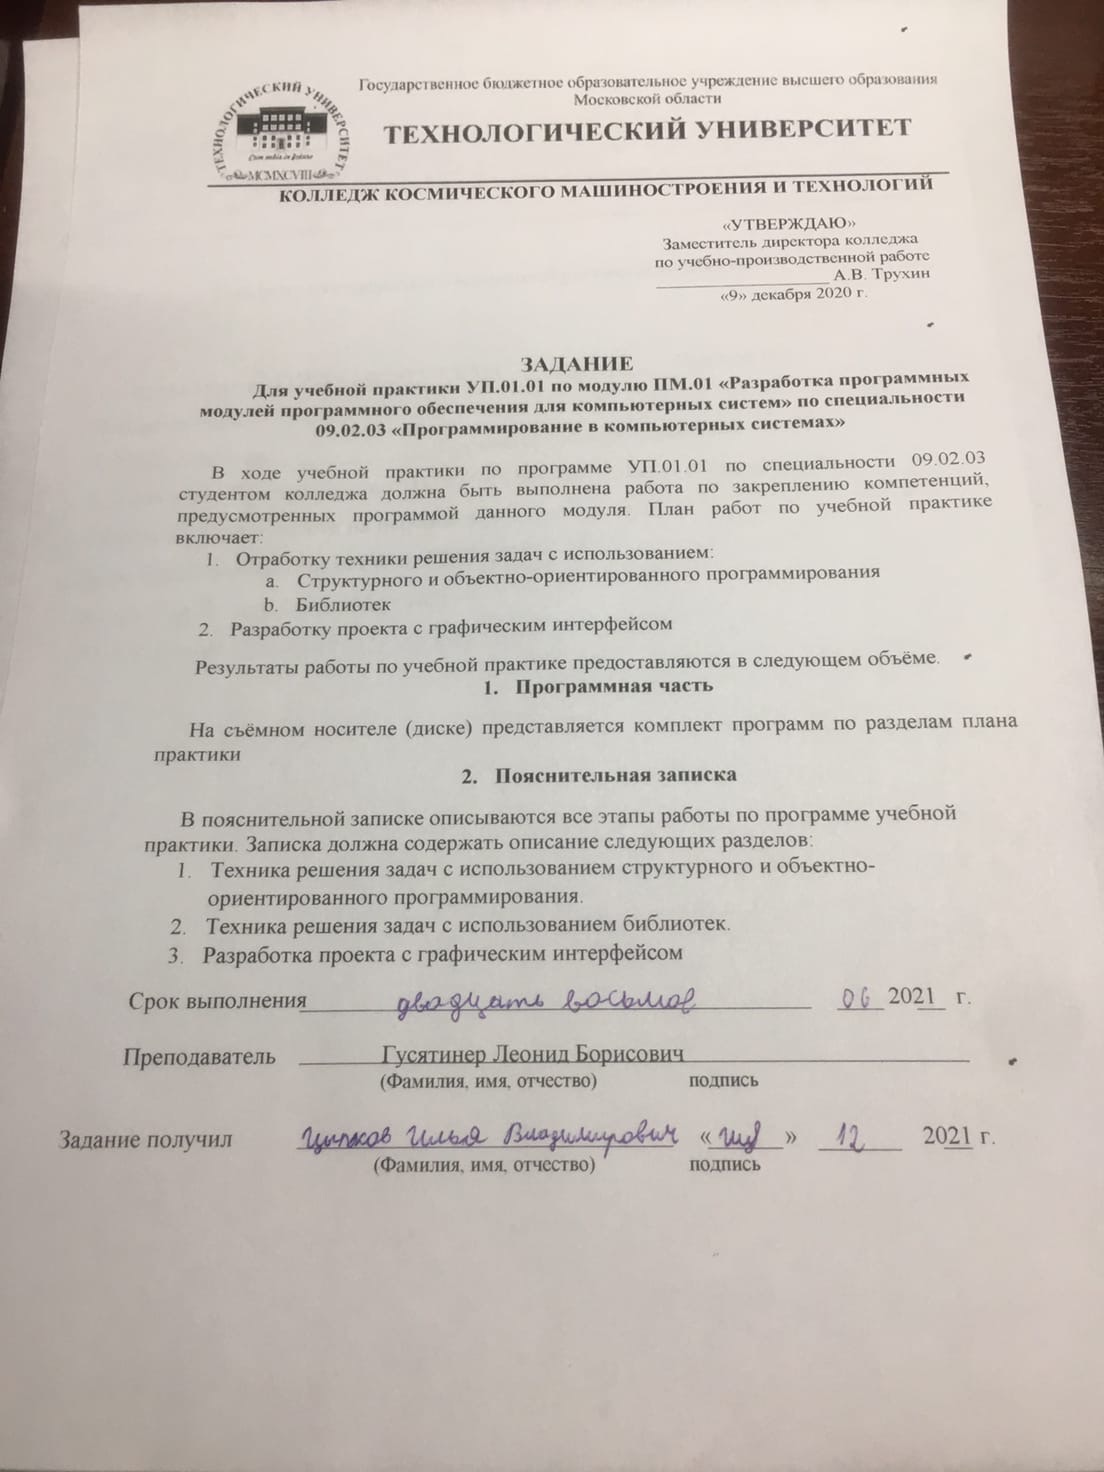 ТЕХНОЛОГИЧЕСКИЙ УНИВЕРСИТЕТ
MCMXCVIII
Государственное бюджетное образовательное учреждение высшего образования
Московской области
ТЕХНОЛОГИЧЕСКИЙ УНИВЕРСИТЕТ
КОЛЛЕДЖ КОСМИЧЕСКОГО МАШИНОСТРОЕНИЯ И ТЕХНОЛОГИЙ
«УТВЕРЖДАЮ»
Заместитель директора колледжа
по учебно-производственной работе
А.В. Трухин
«9» декабря 2020 г.
ЗАДАНИЕ
Для учебной практики УП.01.01 по модулю ПМ.01 «Разработка программных
модулей программного обеспечения для компьютерных систем» по специальности
09.02.03 «Программирование в компьютерных системах»
В ходе учебной практики по программе УП.01.01 по специальности 09.02.03
студентом колледжа должна быть выполнена работа по закреплению компетенций,
предусмотренных программой данного модуля. План работ по учебной практике
включает:
1. Отработку техники решения задач с использованием:
a. Структурного и объектно-ориентированного программирования
b. Библиотек
2. Разработку проекта с графическим интерфейсом
Результаты работы по учебной практике предоставляются в следующем объёме.
1. Программная часть
На съёмном носителе (диске) представляется комплект программ по разделам плана
практики
2. Пояснительная записка
В пояснительной записке описываются все этапы работы по программе учебной
практики. Записка должна содержать описание следующих разделов:
1. Техника решения задач с использованием структурного и объектно-
ориентированного программирования.
2. Техника решения задач с использованием библиотек.
3. Разработка проекта с графическим интерфейсом
Срок выполнения двадцать восьмое 06 2021 г.
Преподаватель Гусятинер Леонид Борисович
(Фамилия, имя, отчество) подпись
Задание получил Илья Владимирович « » 12 2021 г.
(Фамилия, имя, отчество) подпись